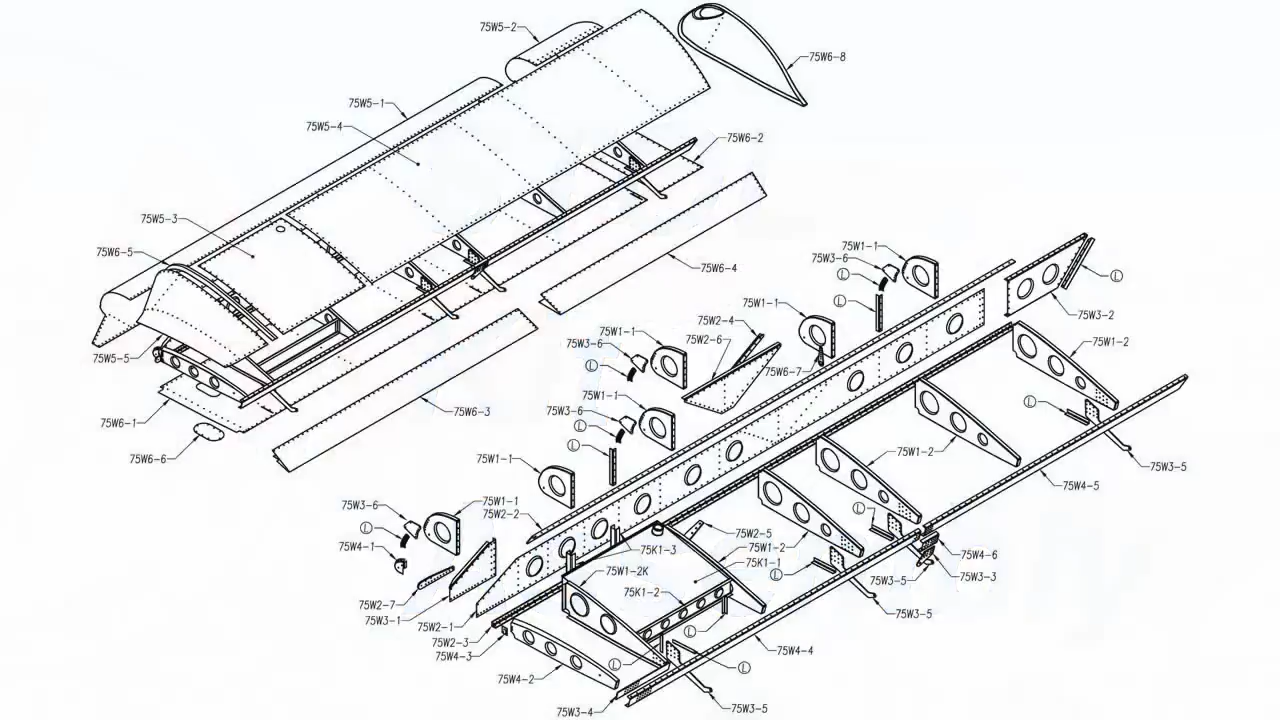 75W5-2
75W6-8
75W5-1
75W5-4
75W6-2
75W5-3
75W6-5
75W6-4
75W5-5
75W6-1
75W6-3
75W6-6
75W1-1
75W3-6
L
L
L
75W3-2
75W1-1
75W2-4
75W2-6
75W1-1
75W3-6
L
75W6-7
75W1-2
75W1-1
75W3-6
L
L
L
75W1-2
75W3-5
75W1-1
75W4-5
75W3-6
75W1-1
75W2-2
L
L
75W4-1
75W2-5
75W1-2
75K1-3
75K1-1
75W4-6
75W3-3
75W3-5
L
75W1-2K
75K1-2
75W2-7
75W3-1
75W2-1
75W3-5
L
75W2-3
75W4-3
75W4-4
L
L
75W4-2
75W3-4
75W3-5